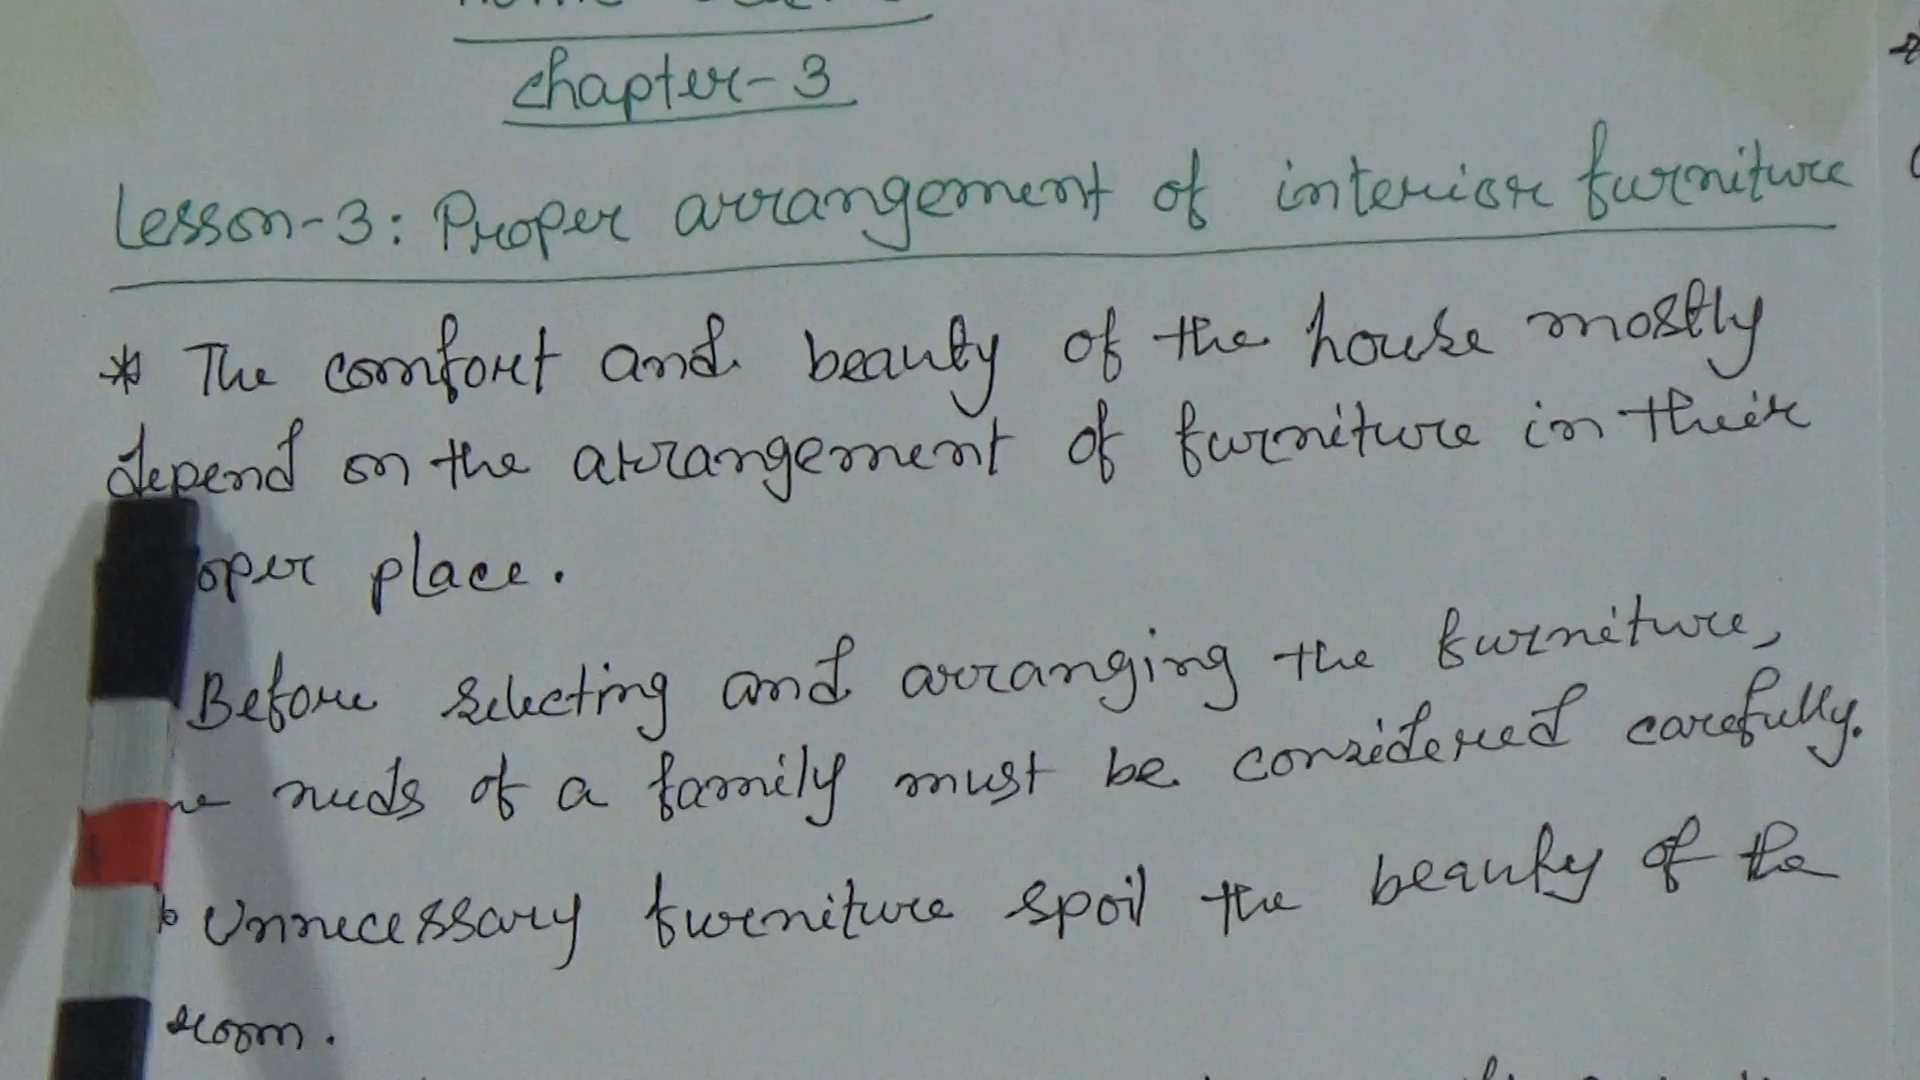 Chapter-3
Lesson-3: Proper arrangement of interior furniture
* The comfort and beauty of the house mostly
depend on the arrangement of furniture in their
oper place.
Before selecting and arranging the furniture,
needs of a family must be considered carefully.
* Unnecessary furniture spoil the beauty of the
room.